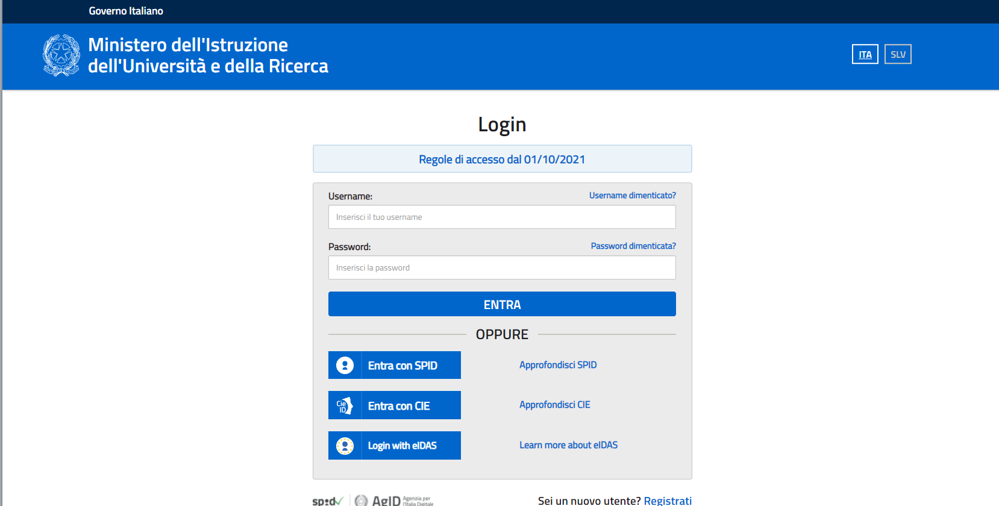 Governo Italiano
Ministero dell'Istruzione
dell'Università e della Ricerca
ITA
SLV
Login
Regole di accesso dal 01/10/2021
Username:
Username dimenticato?
Inserisci il tuo username
Password:
Password dimenticata?
Inserisci la password
ENTRA
OPPURE
Entra con SPID
Approfondisci SPID
Cie
ID
Entra con CIE
Approfondisci CIE
Login with eIDAS
Learn more about eIDAS
spid
AgID
Agenzia per
l'Italia Digitale
Sei un nuovo utente? Registrati